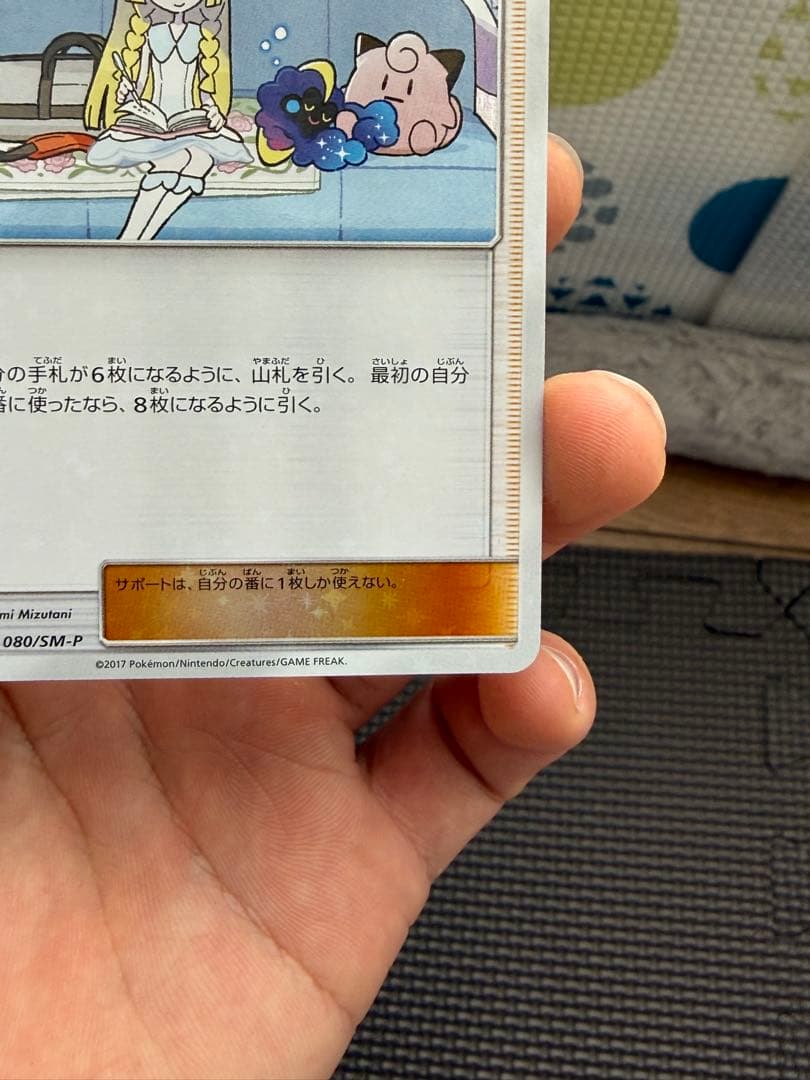 の手札が6枚になるように、山札を引く。 最初の自分
に使ったなら、8枚になるように引く。
サポートは、自分の番に1枚しか使えない。
mi Mizutani
080/SM-P
©2017 Pokémon/Nintendo/Creatures/GAME FREAK.